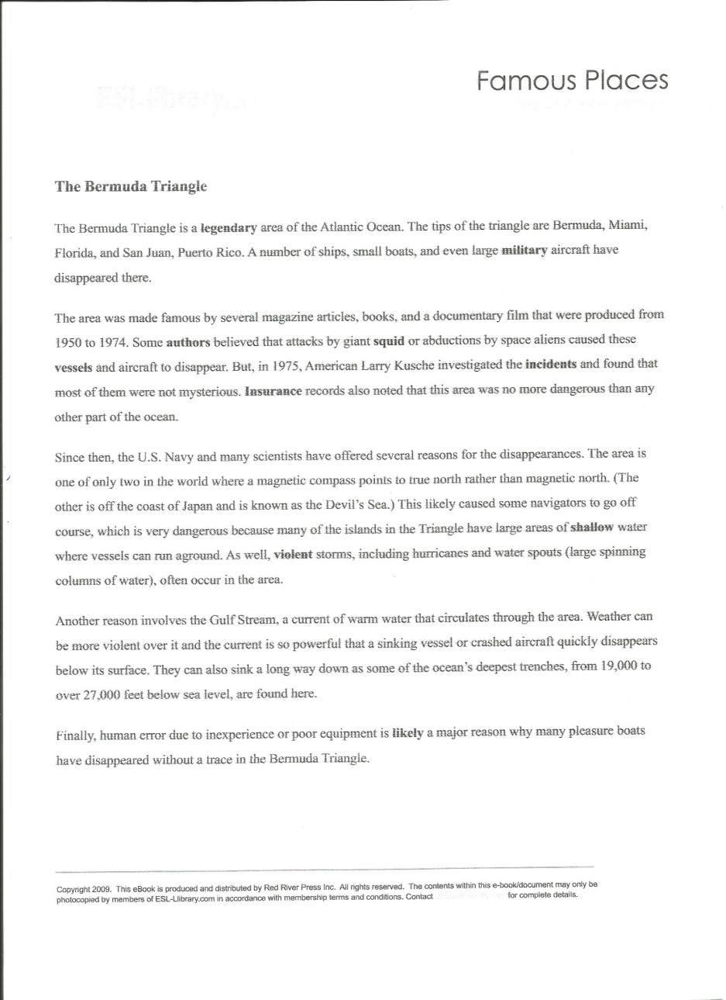 Famous Places
The Bermuda Triangle
The Bermuda Triangle is a legendary area of the Atlantic Ocean. The tips of the triangle are Bermuda, Miami,
Florida, and San Juan, Puerto Rico. A number of ships, small boats, and even large military aircraft have
disappeared there.
The area was made famous by several magazine articles, books, and a documentary film that were produced from
1950 to 1974. Some authors believed that attacks by giant squid or abductions by space aliens caused these
vessels and aircraft to disappear. But, in 1975, American Larry Kusche investigated the incidents and found that
most of them were not mysterious. Insurance records also noted that this area was no more dangerous than any
other part of the ocean.
Since then, the U.S. Navy and many scientists have offered several reasons for the disappearances. The area is
one of only two in the world where a magnetic compass points to true north rather than magnetic north. (The
other is off the coast of Japan and is known as the Devil's Sea.) This likely caused some navigators to go off
course, which is very dangerous because many of the islands in the Triangle have large areas of shallow water
where vessels can run aground. As well, violent storms, including hurricanes and water spouts (large spinning
columns of water), often occur in the area.
Another reason involves the Gulf Stream, a current of warm water that circulates through the area. Weather can
be more violent over it and the current is so powerful that a sinking vessel or crashed aircraft quickly disappears
below its surface. They can also sink a long way down as some of the ocean's deepest trenches, from 19,000 to
over 27,000 feet below sea level, are found here.
Finally, human error due to inexperience or poor equipment is likely a major reason why many pleasure boats
have disappeared without a trace in the Bermuda Triangle.
Copyright 2009. This eBook is produced and distributed by Red River Press Inc. All rights reserved. The contents within this e-book/document may only be
photocopied by members of ESL-Llibrary.com in accordance with membership terms and conditions. Contact for complete details.